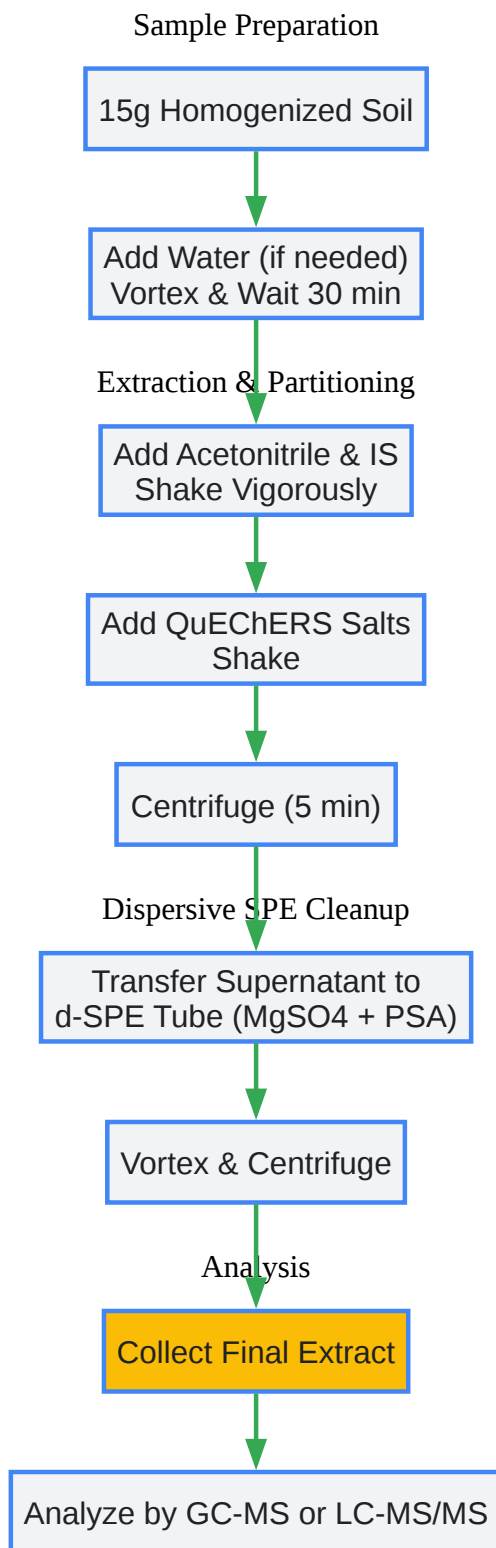 Sample Preparation
15g Homogenized Soil
Add Water (if needed)
Vortex & Wait 30 min
Extraction & Partitioning
Add Acetonitrile & IS
Shake Vigorously
Add QuEChERS Salts
Shake
Centrifuge (5 min)
Dispersive SPE Cleanup
Transfer Supernatant to
d-SPE Tube (MgSO4 + PSA)
Vortex & Centrifuge
Analysis
Collect Final Extract
Analyze by GC-MS or LC-MS/MS